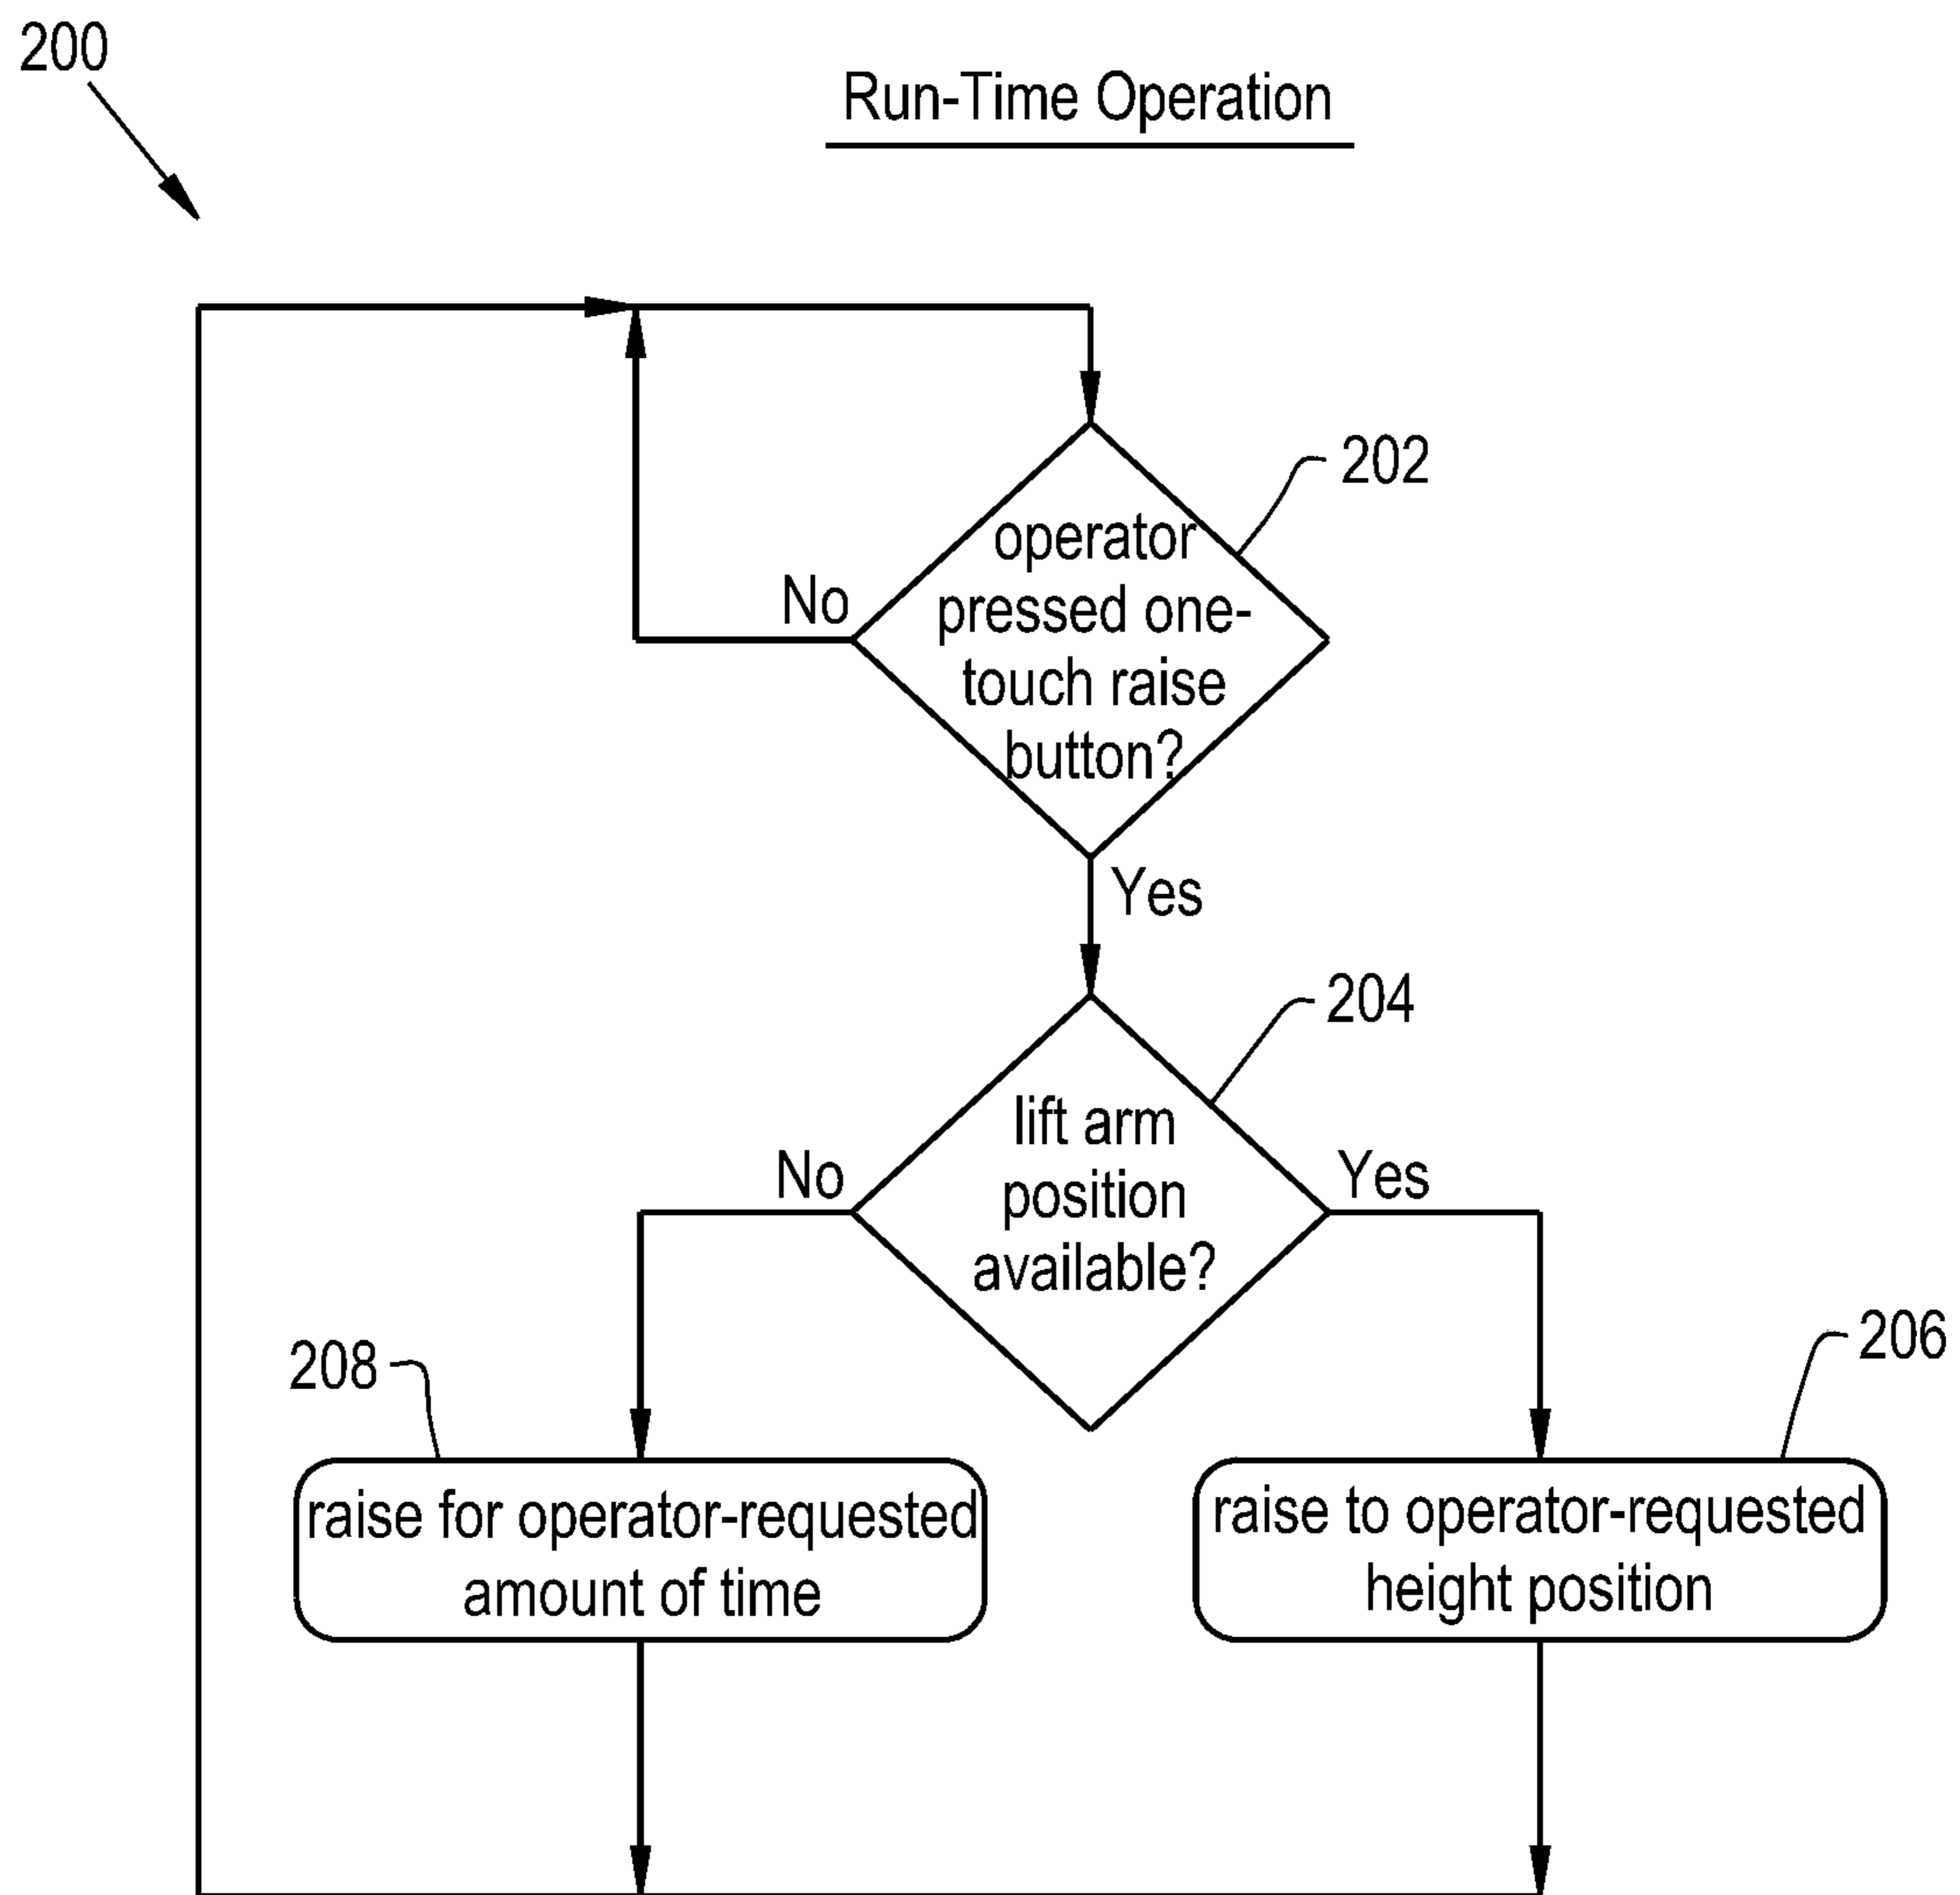 200
Run-Time Operation
202
operator
pressed one-
touch raise
button?
No
Yes
204
lift arm
position
available?
No
Yes
208
206
raise for operator-requested
amount of time
raise to operator-requested
height position